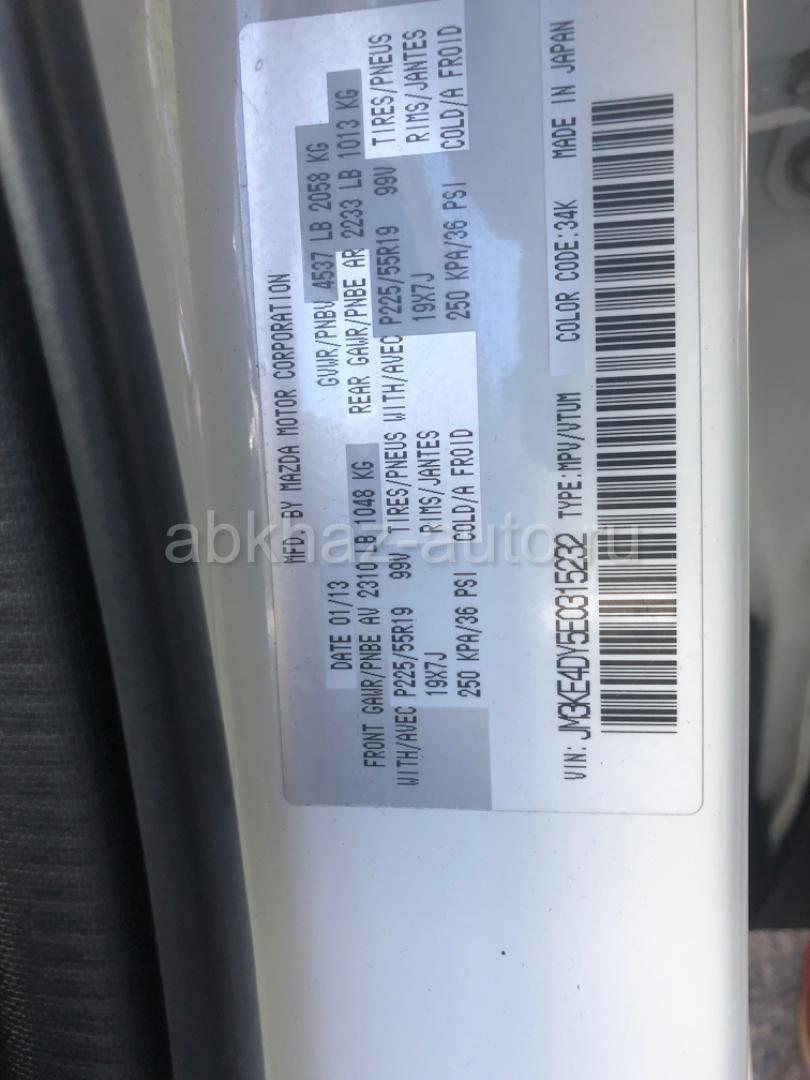 MFD. BY MAZDA MOTOR CORPORATION
DATE 01/13 GVWR/PNBV 4537 LB 2058 KG
FRONT GAWR/PNBE AV 2310 LB 1048 KG REAR GAWR/PNBE AR 2233 LB 1013 KG
WITH/AVEC P225/55R19 99V TIRES/PNEUS WITH/AVEC P225/55R19 99V TIRES/PNEUS
19X7J RIMS/JANTES 19X7J RIMS/JANTES
250 KPA/36 PSI COLD/A FROID 250 KPA/36 PSI COLD/A FROID
VIN: JM3KE4DY5E0315232 TYPE:MPV/VTUM COLOR CODE:34K MADE IN JAPAN
abkhaz-auto.ru